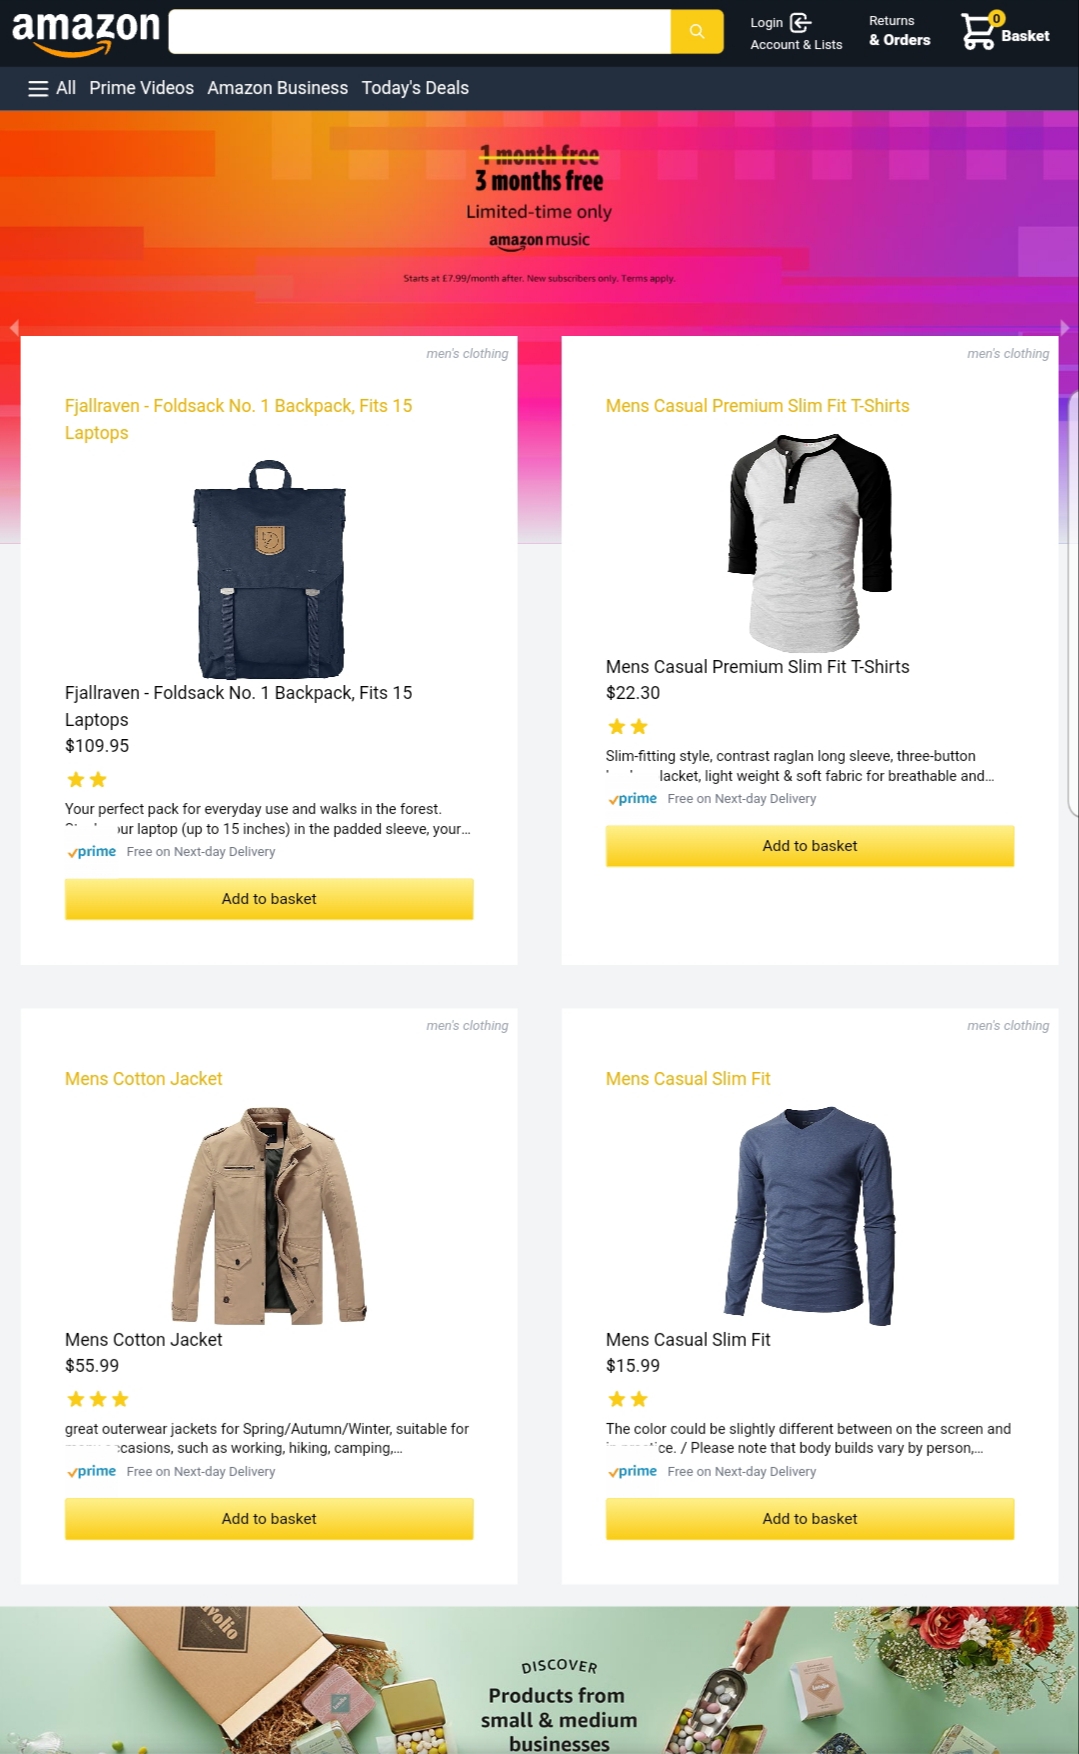 amazon
Login
Account & Lists
Returns
& Orders
0
Basket
All Prime Videos Amazon Business Today's Deals
1 month free
3 months free
Limited-time only
amazon music
Starts at £7.99/month after. New subscribers only. Terms apply.
men's clothing
Fjallraven - Foldsack No. 1 Backpack, Fits 15
Laptops
Fjallraven - Foldsack No. 1 Backpack, Fits 15
Laptops
$109.95
Your perfect pack for everyday use and walks in the forest.
our laptop (up to 15 inches) in the padded sleeve, your...
prime Free on Next-day Delivery
Add to basket
men's clothing
Mens Casual Premium Slim Fit T-Shirts
Mens Casual Premium Slim Fit T-Shirts
$22.30
Slim-fitting style, contrast raglan long sleeve, three-button
lacket, light weight & soft fabric for breathable and...
prime Free on Next-day Delivery
Add to basket
men's clothing
Mens Cotton Jacket
Mens Cotton Jacket
$55.99
great outerwear jackets for Spring/Autumn/Winter, suitable for
ccasions, such as working, hiking, camping,...
prime Free on Next-day Delivery
Add to basket
men's clothing
Mens Casual Slim Fit
Mens Casual Slim Fit
$15.99
The color could be slightly different between on the screen and
ce. / Please note that body builds vary by person,...
prime Free on Next-day Delivery
Add to basket
DISCOVER
Products from
small & medium
businesses